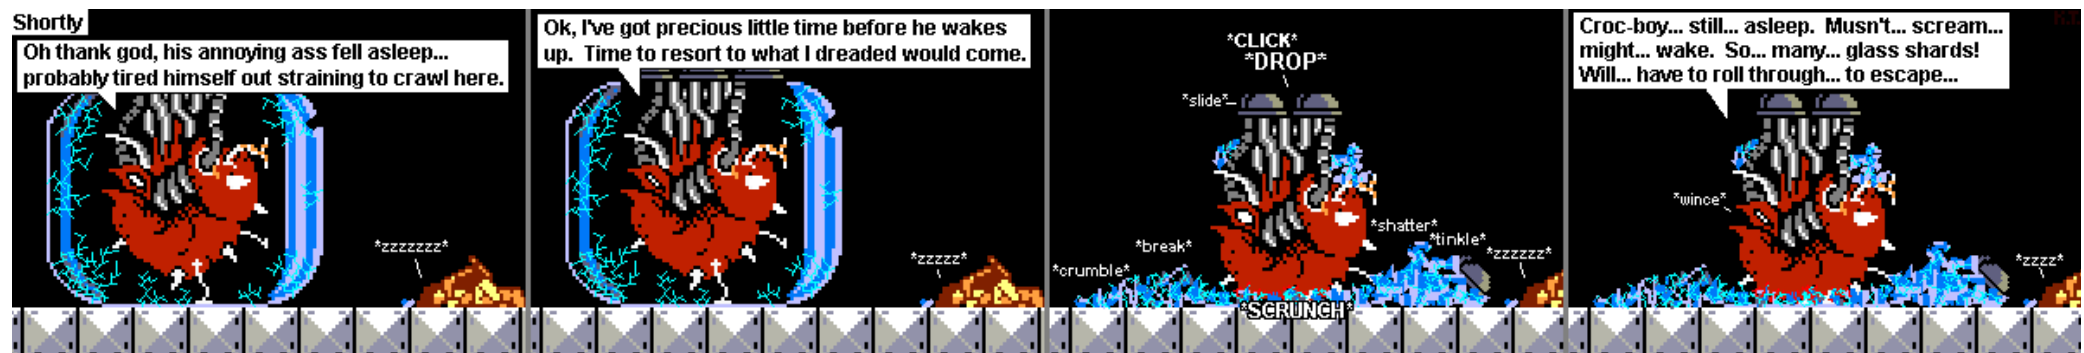 Shortly
Oh thank god, his annoying ass fell asleep...
probably tired himself out straining to crawl here.
*zzzzzzz*
Ok, I've got precious little time before he wakes
up. Time to resort to what I dreaded would come.
*zzzzz*
*CLICK*
*DROP*
*slide*
*shatter*
*tinkle*
*break*
*zzzzzz*
*crumble*
*SCRUNCH*
Croc-boy... still... asleep. Musn't... scream...
might... wake. So... many... glass shards!
Will... have to roll through... to escape...
*wince*
*zzzz*